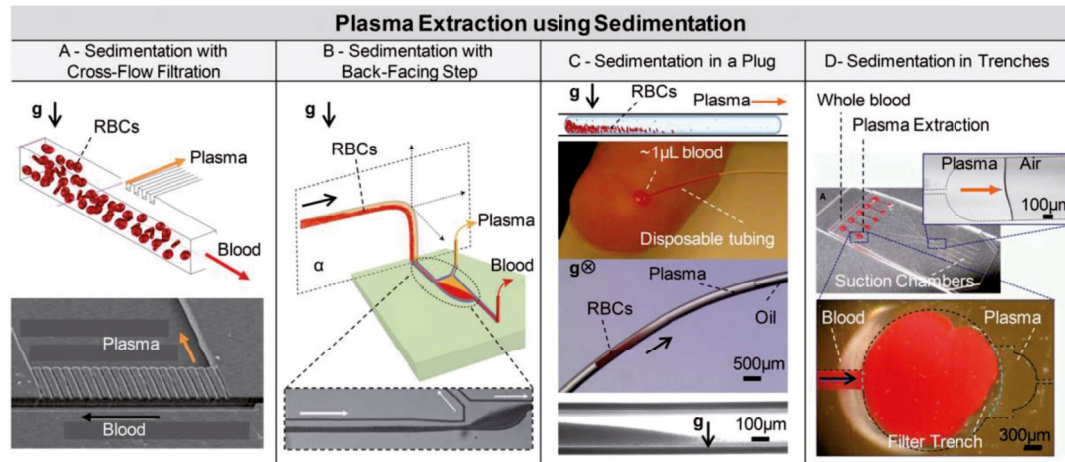 Plasma Extraction using Sedimentation
A - Sedimentation with
Cross-Flow Filtration
g
RBCs
Plasma
Blood
Plasma
Blood
B - Sedimentation with
Back-Facing Step
g
RBCs
Plasma
Blood
α
C - Sedimentation in a Plug
g
RBCs
Plasma
~1μL blood
Disposable tubing
g⊗
Plasma
RBCs
Oil
500μm
g
100μm
D- Sedimentation in Trenches
Whole blood
Plasma Extraction
Plasma Air
100μm
A
Suction Chambers
Blood
Plasma
Filter Trench
300μm